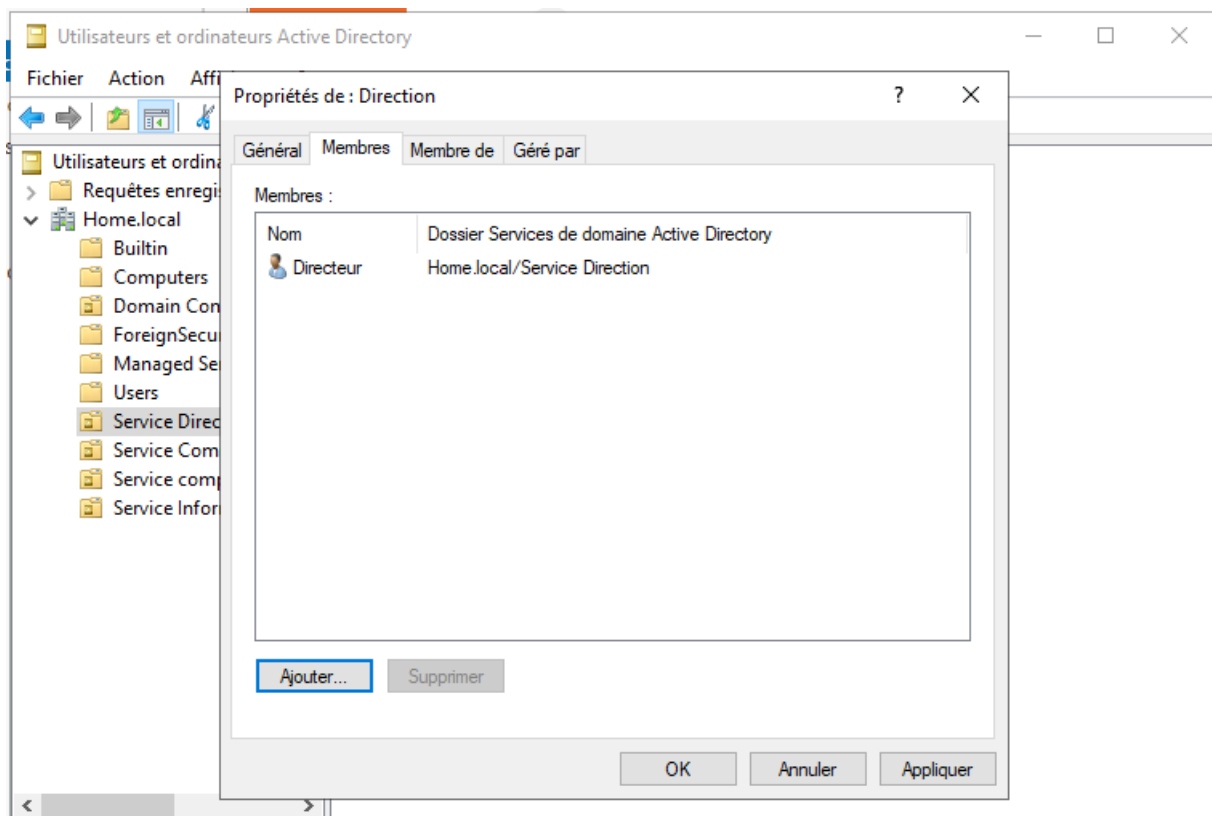 Utilisateurs et ordinateurs Active Directory
Fichier Action Affi
Propriétés de : Direction ?
Général Membres Membre de Géré par
Utilisateurs et ordina
Requêtes enregis
Home.local
Builtin
Computers
Domain Con
ForeignSecur
Managed Se
Users
Service Direc
Service Com
Service comp
Service Infor
Membres :
Nom Dossier Services de domaine Active Directory
Directeur Home.local/Service Direction
Ajouter... Supprimer
OK Annuler Appliquer